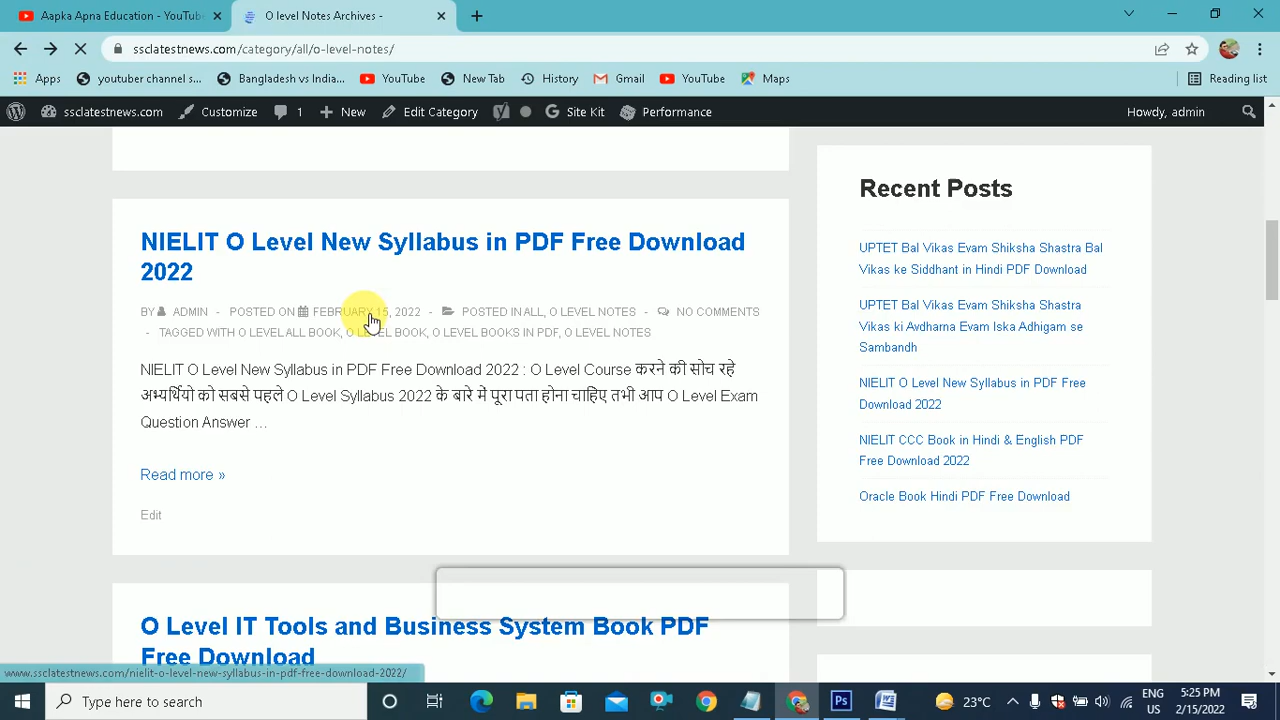 Aapka Apna Education - YouTube
O level Notes Archives -
ssclatestnews.com/category/all/o-level-notes/
Apps
youtuber channel s...
Bangladesh vs India...
YouTube
New Tab
History
Gmail
YouTube
Maps
Reading list
ssclatestnews.com
Customize
1
New
Edit Category
Site Kit
Performance
Howdy, admin
NIELIT O Level New Syllabus in PDF Free Download
2022
BY ADMIN - POSTED ON FEBRUARY 15, 2022 - POSTED IN ALL, O LEVEL NOTES - NO COMMENTS
- TAGGED WITH O LEVEL ALL BOOK, O LEVEL BOOK, O LEVEL BOOKS IN PDF, O LEVEL NOTES
NIELIT O Level New Syllabus in PDF Free Download 2022 : O Level Course करने की सोच रहे
अभ्यर्थियो को सबसे पहले O Level Syllabus 2022 के बारे में पूरा पता होना चाहिए तभी आप O Level Exam
Question Answer …
Read more »
Edit
O Level IT Tools and Business System Book PDF
Free Download
Recent Posts
UPTET Bal Vikas Evam Shiksha Shastra Bal
Vikas ke Siddhant in Hindi PDF Download
UPTET Bal Vikas Evam Shiksha Shastra
Bal Vikas ki Avdharna Evam Iska Adhigam se
Sambandh
NIELIT O Level New Syllabus in PDF Free
Download 2022
NIELIT CCC Book in Hindi & English PDF
Free Download 2022
Oracle Book Hindi PDF Free Download
www.ssclatestnews.com/nielit-o-level-new-syllabus-in-pdf-free-download-2022/
Type here to search
23°C
ENG
US
5:25 PM
2/15/2022